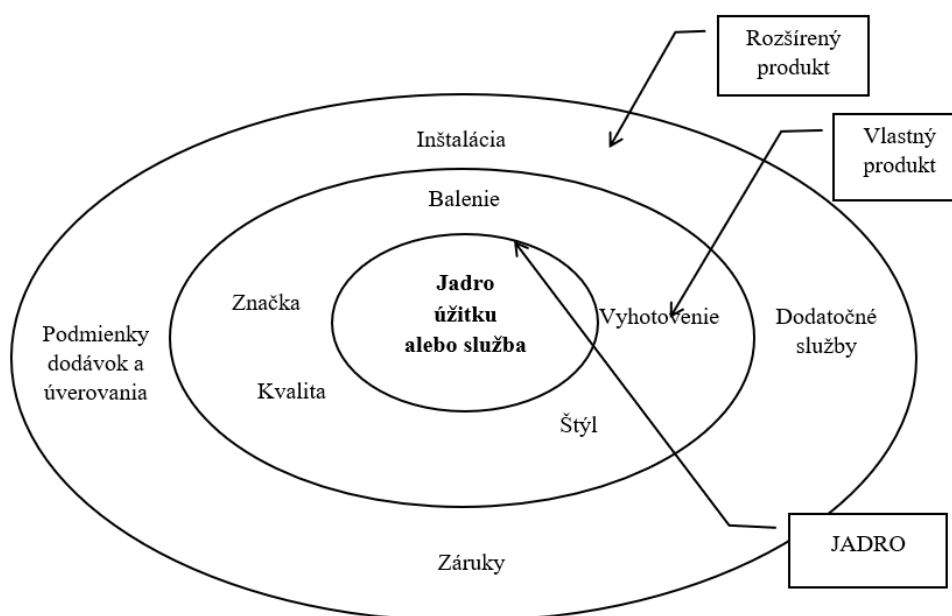 Rozšírený
produkt
Vlastný
produkt
Inštalácia
Balenie
Značka
Jadro
úžitku
alebo služba
Vyhotovenie
Dodatočné
služby
Podmienky
dodávok a
úverovania
Kvalita
Štýl
Záruky
JADRO